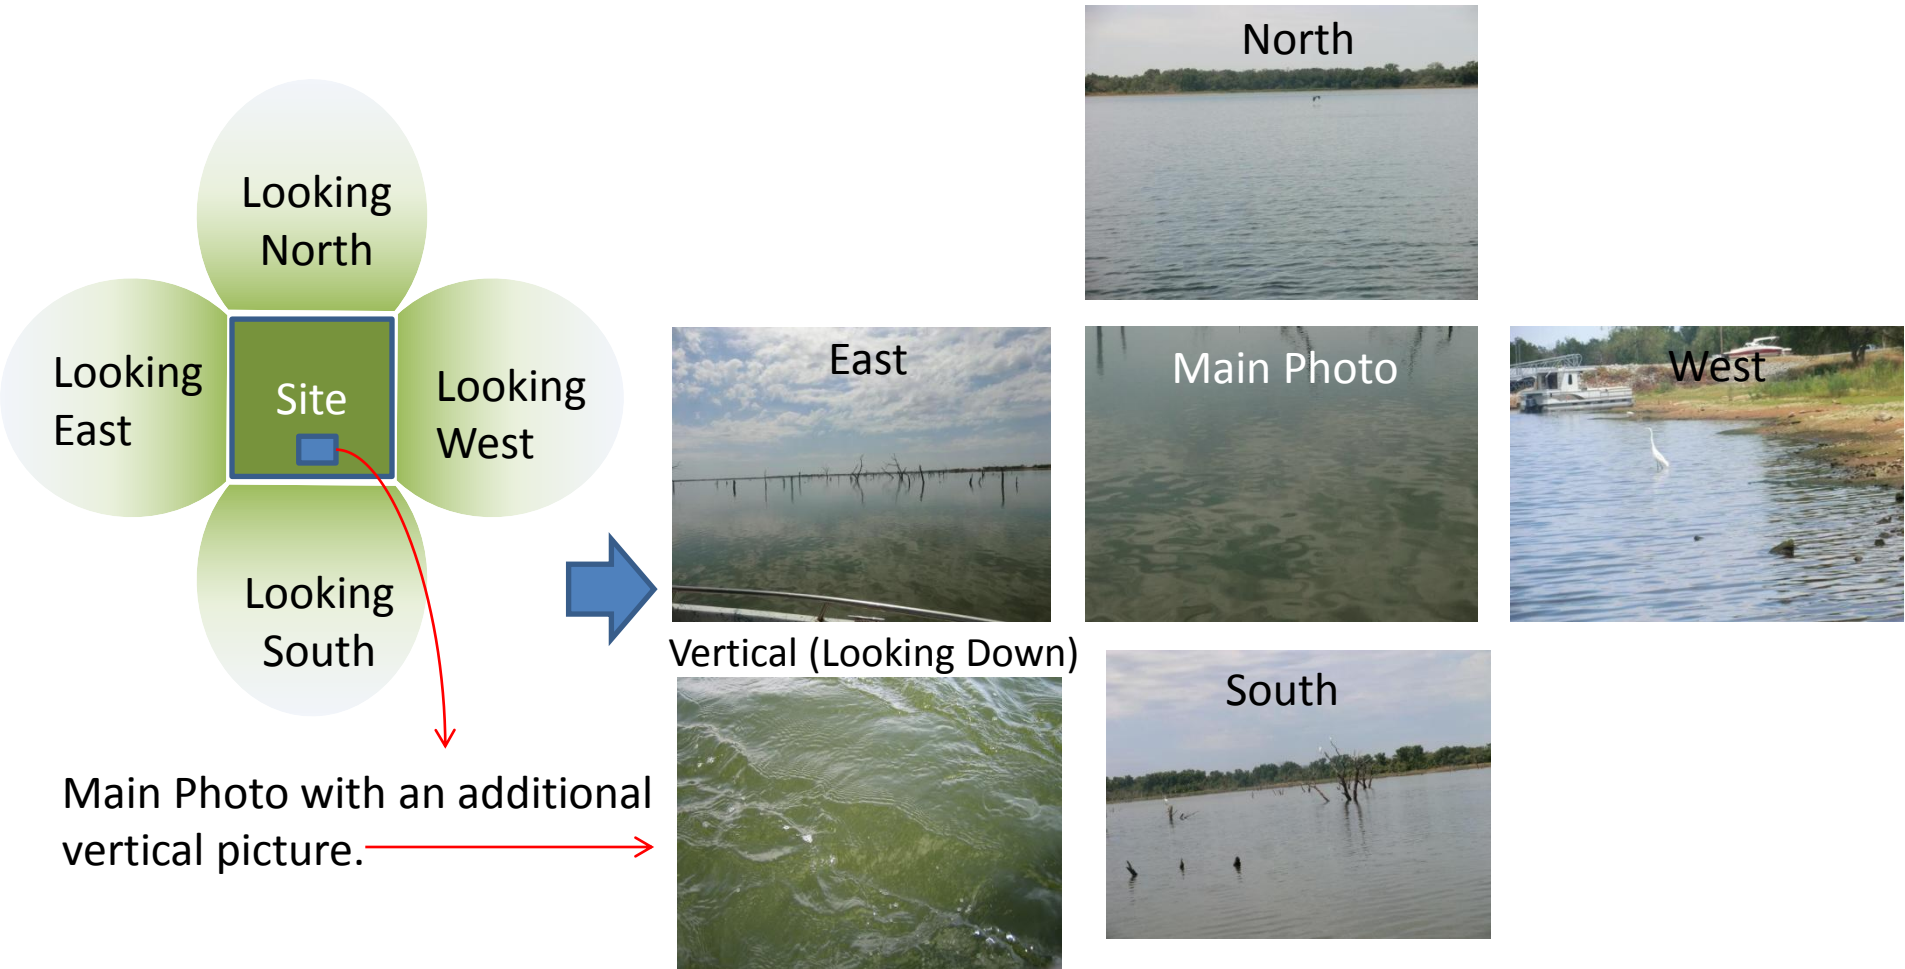 North
Looking
North
Looking
East
Site
Looking
West
East
Main Photo
West
Looking
South
Vertical (Looking Down)
South
Main Photo with an additional
vertical picture.